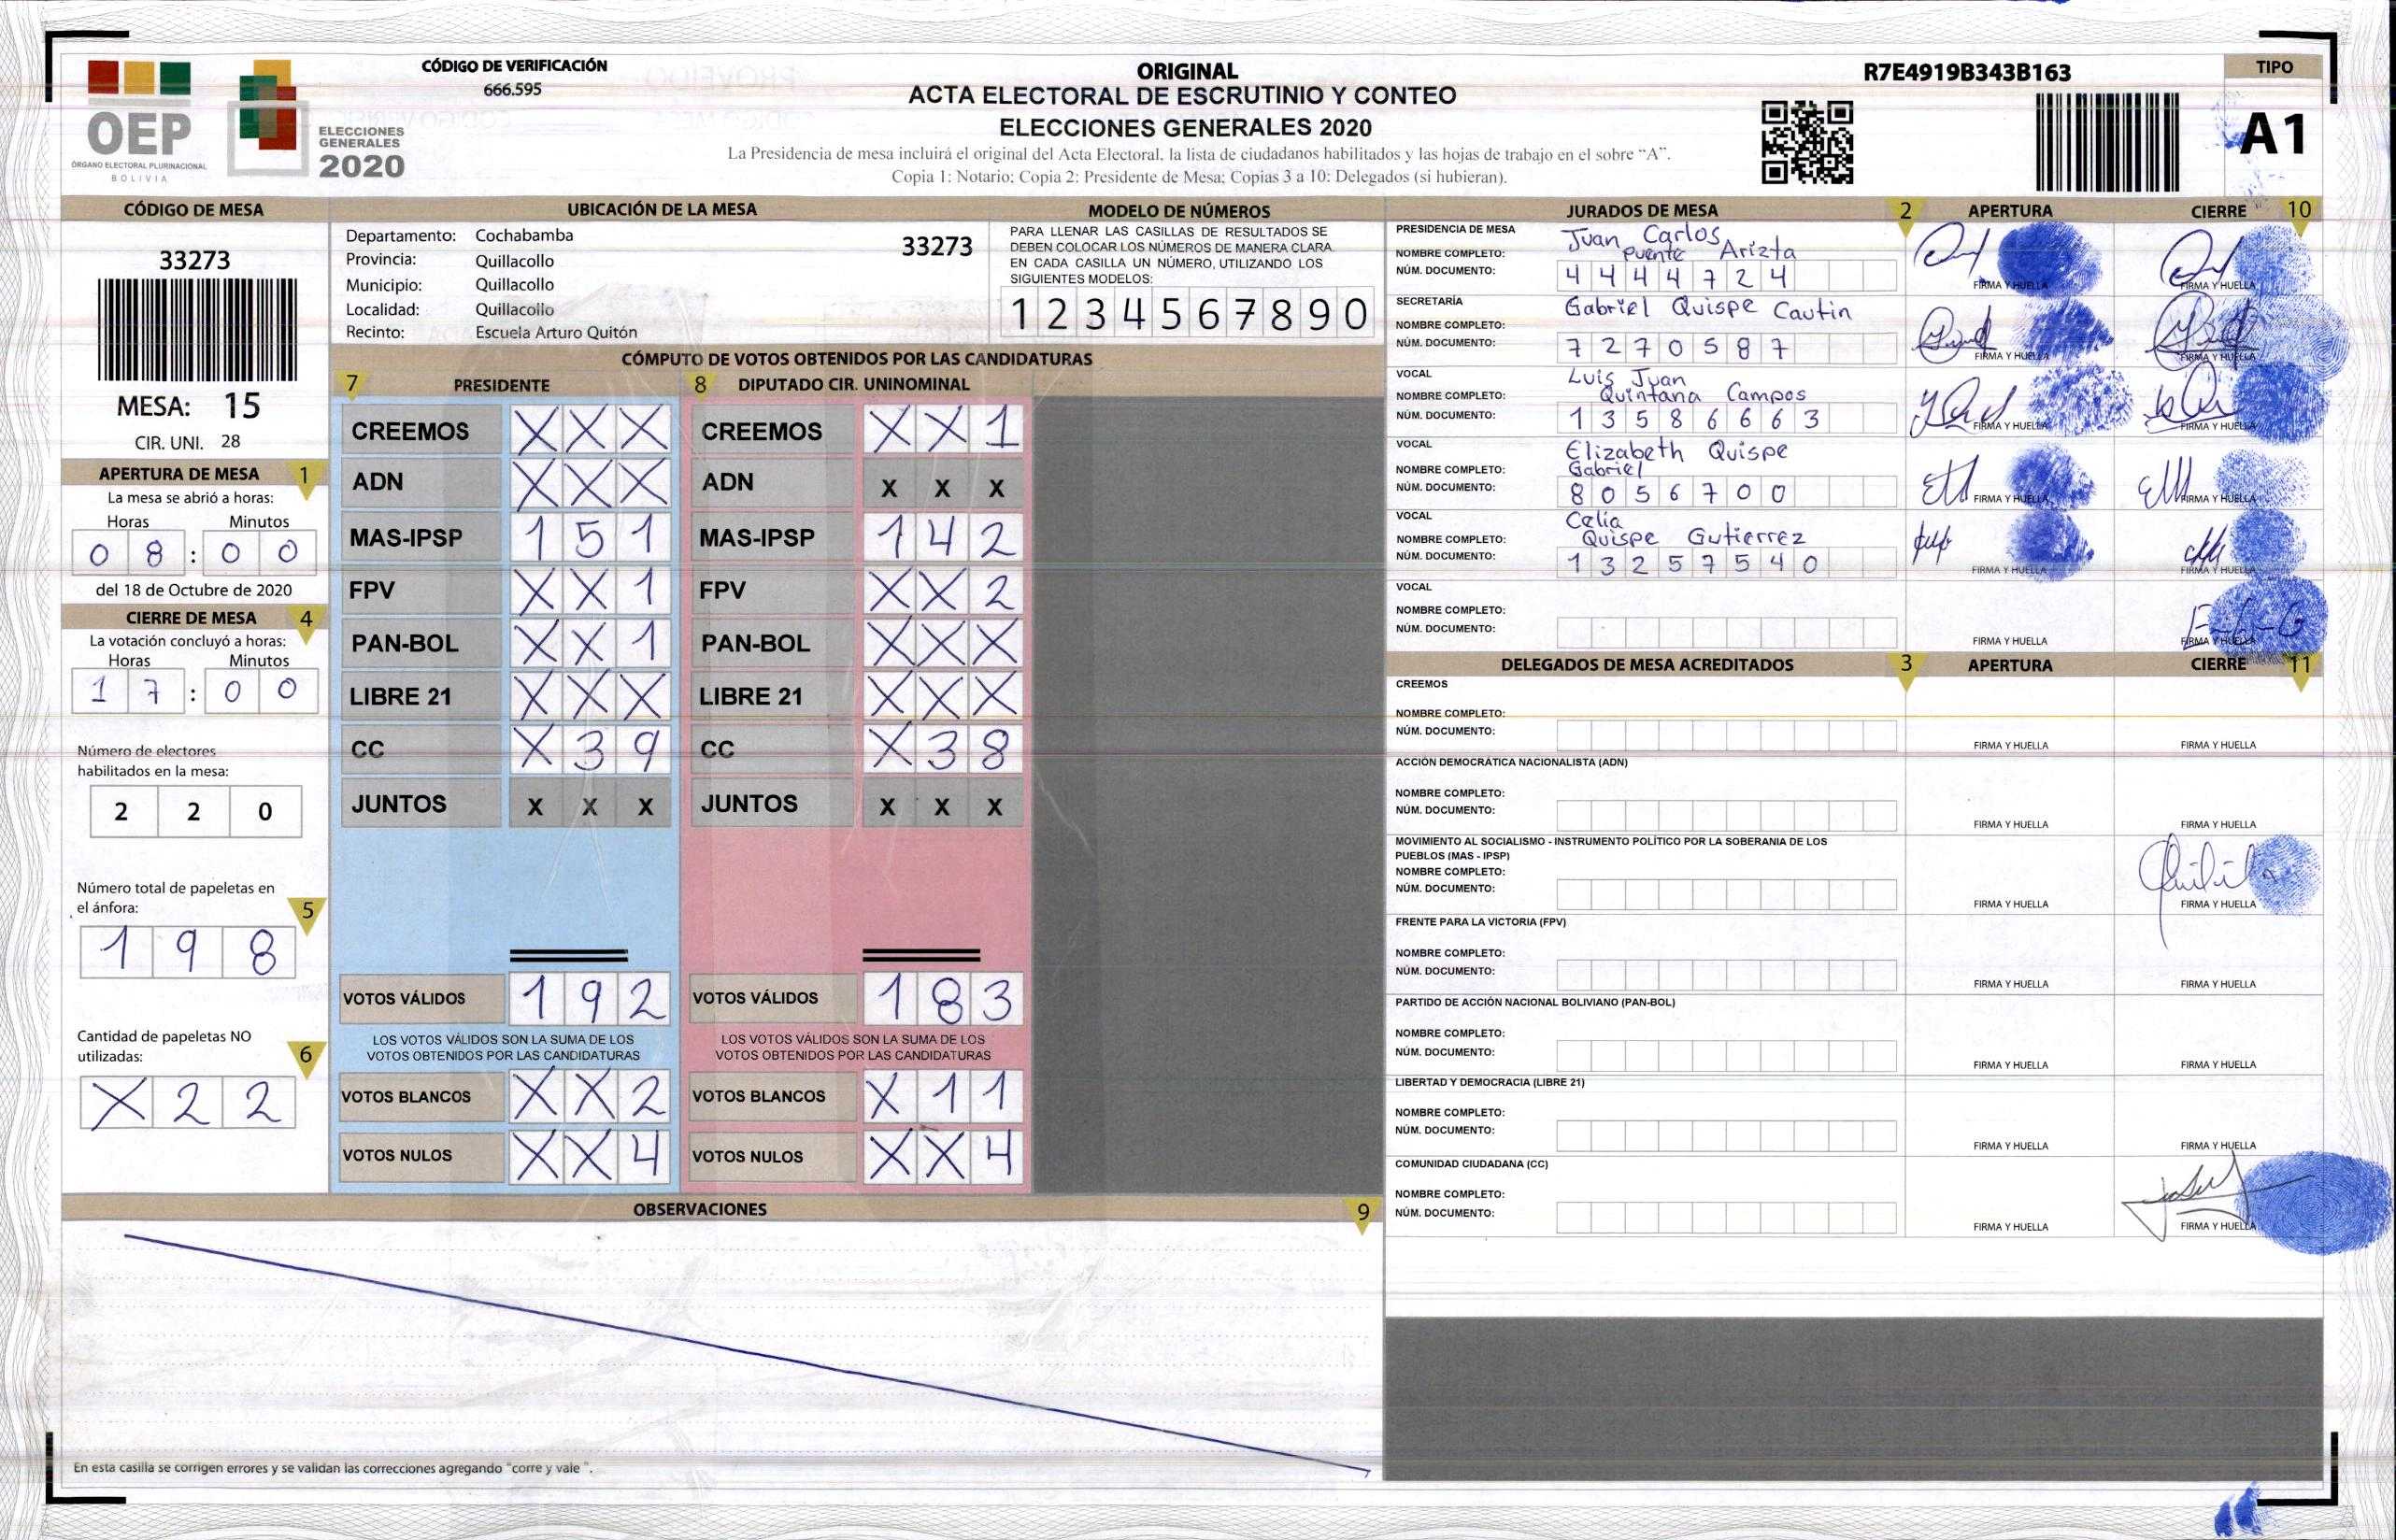 CÓDIGO DE VERIFICACIÓN
666.595
OEP
ÓRGANO ELECTORAL PLURINACIONAL
BOLIVIA
ELECCIONES
GENERALES
2020
ORIGINAL
ACTA ELECTORAL DE ESCRUTINIO Y CONTEO
ELECCIONES GENERALES 2020
La Presidencia de mesa incluirá el original del Acta Electoral, la lista de ciudadanos habilitados y las hojas de trabajo en el sobre “A”.
Copia 1: Notario; Copia 2: Presidente de Mesa; Copias 3 a 10: Delegados (si hubieran).
R7E4919B343B163
TIPO
A1
CÓDIGO DE MESA
33273
MESA: 15
CIR. UNI. 28
APERTURA DE MESA 1
La mesa se abrió a horas:
Horas Minutos
0 8 : 0 0
del 18 de Octubre de 2020
CIERRE DE MESA 4
La votación concluyó a horas:
Horas Minutos
1 7 : 0 0
Número de electores
habilitados en la mesa:
2 2 0
Número total de papeletas en
el ánfora: 5
1 9 8
Cantidad de papeletas NO
utilizadas: 6
X 2 2
UBICACIÓN DE LA MESA
Departamento: Cochabamba 33273
Provincia: Quillacollo
Municipio: Quillacollo
Localidad: Quillacollo
Recinto: Escuela Arturo Quitón
MODELO DE NÚMEROS
PARA LLENAR LAS CASILLAS DE RESULTADOS SE
DEBEN COLOCAR LOS NÚMEROS DE MANERA CLARA.
EN CADA CASILLA UN NÚMERO, UTILIZANDO LOS
SIGUIENTES MODELOS:
1 2 3 4 5 6 7 8 9 0
CÓMPUTO DE VOTOS OBTENIDOS POR LAS CANDIDATURAS
7 PRESIDENTE 8 DIPUTADO CIR. UNINOMINAL
CREEMOS X X X CREEMOS X X 1
ADN X X X ADN X X X
MAS-IPSP 1 5 1 MAS-IPSP 1 4 2
FPV X X 1 FPV X X 2
PAN-BOL X X 1 PAN-BOL X X X
LIBRE 21 X X X LIBRE 21 X X X
CC X 3 9 CC X 3 8
JUNTOS X X X JUNTOS X X X
VOTOS VÁLIDOS 1 9 2 VOTOS VÁLIDOS 1 8 3
LOS VOTOS VÁLIDOS SON LA SUMA DE LOS LOS VOTOS VÁLIDOS SON LA SUMA DE LOS
VOTOS OBTENIDOS POR LAS CANDIDATURAS VOTOS OBTENIDOS POR LAS CANDIDATURAS
VOTOS BLANCOS X X 2 VOTOS BLANCOS X 1 1
VOTOS NULOS X X 4 VOTOS NULOS X X 4
OBSERVACIONES 9
En esta casilla se corrigen errores y se validan las correcciones agregando "corre y vale ".
JURADOS DE MESA 2 APERTURA CIERRE 10
PRESIDENCIA DE MESA
Juan Carlos
NOMBRE COMPLETO: Puente Arizta
NÚM. DOCUMENTO: 4 4 4 4 7 2 4
FIRMA Y HUELLA FIRMA Y HUELLA
SECRETARÍA
Gabriel Quispe Cautin
NOMBRE COMPLETO:
NÚM. DOCUMENTO: 7 2 7 0 5 8 7
FIRMA Y HUELLA FIRMA Y HUELLA
VOCAL
Luis Juan
NOMBRE COMPLETO: Quintana Campos
NÚM. DOCUMENTO: 1 3 5 8 6 6 6 3
FIRMA Y HUELLA FIRMA Y HUELLA
VOCAL
Elizabeth Quispe
NOMBRE COMPLETO: Gabriel
NÚM. DOCUMENTO: 8 0 5 6 7 0 0
FIRMA Y HUELLA FIRMA Y HUELLA
VOCAL
Celia
NOMBRE COMPLETO: Quispe Gutierrez
NÚM. DOCUMENTO: 1 3 2 5 7 5 4 0
FIRMA Y HUELLA FIRMA Y HUELLA
VOCAL
NOMBRE COMPLETO:
NÚM. DOCUMENTO:
FIRMA Y HUELLA FIRMA Y HUELLA
DELEGADOS DE MESA ACREDITADOS 3 APERTURA CIERRE 11
CREEMOS
NOMBRE COMPLETO:
NÚM. DOCUMENTO:
FIRMA Y HUELLA FIRMA Y HUELLA
ACCIÓN DEMOCRÁTICA NACIONALISTA (ADN)
NOMBRE COMPLETO:
NÚM. DOCUMENTO:
FIRMA Y HUELLA FIRMA Y HUELLA
MOVIMIENTO AL SOCIALISMO - INSTRUMENTO POLÍTICO POR LA SOBERANIA DE LOS
PUEBLOS (MAS - IPSP)
NOMBRE COMPLETO:
NÚM. DOCUMENTO:
FIRMA Y HUELLA FIRMA Y HUELLA
FRENTE PARA LA VICTORIA (FPV)
NOMBRE COMPLETO:
NÚM. DOCUMENTO:
FIRMA Y HUELLA FIRMA Y HUELLA
PARTIDO DE ACCIÓN NACIONAL BOLIVIANO (PAN-BOL)
NOMBRE COMPLETO:
NÚM. DOCUMENTO:
FIRMA Y HUELLA FIRMA Y HUELLA
LIBERTAD Y DEMOCRACIA (LIBRE 21)
NOMBRE COMPLETO:
NÚM. DOCUMENTO:
FIRMA Y HUELLA FIRMA Y HUELLA
COMUNIDAD CIUDADANA (CC)
NOMBRE COMPLETO:
NÚM. DOCUMENTO:
FIRMA Y HUELLA FIRMA Y HUELLA